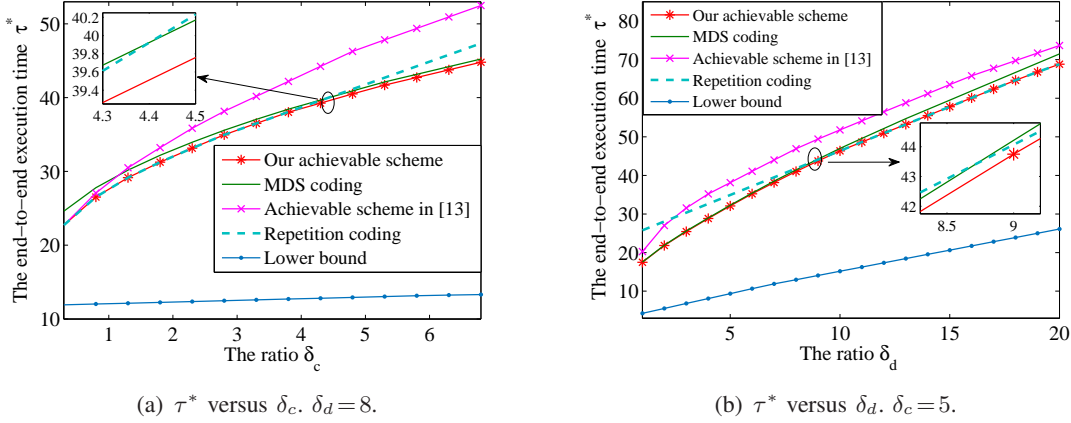 The end-to-end execution time τ*
53
50
40
30
20
10
1
2
3
4
5
6
The ratio δc
40.2
40
39.8
39.6
39.4
4.3
4.4
4.5
Our achievable scheme
MDS coding
Achievable scheme in [13]
Repetition coding
Lower bound
(a) τ* versus δc. δd=8.
The end-to-end execution time τ*
85
80
70
60
50
40
30
20
10
5
10
15
20
The ratio δd
Our achievable scheme
MDS coding
Achievable scheme in [13]
Repetition coding
Lower bound
44
43
42
8.5
9
(b) τ* versus δd. δc=5.